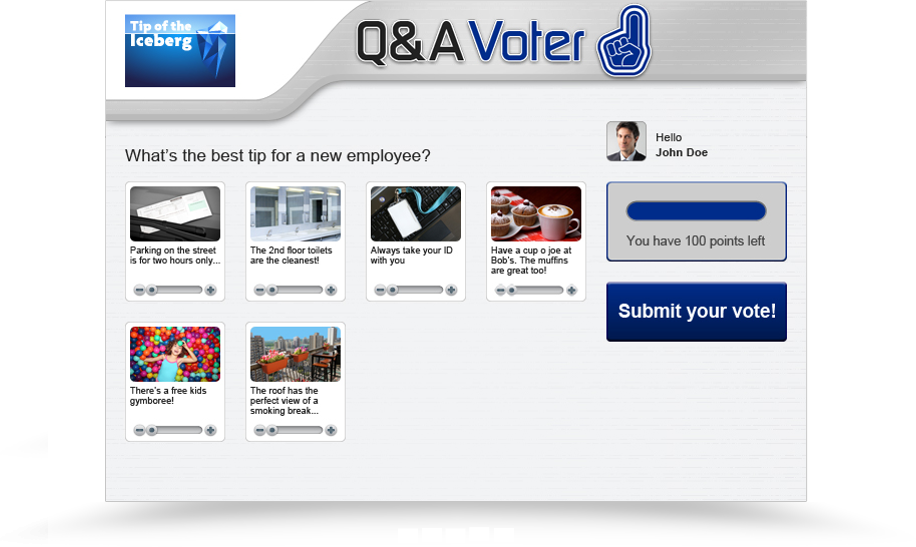 Tip of the
Iceberg
Q&A Voter
Hello
John Doe
What's the best tip for a new employee?
Parking on the street
is for two hours only...
The 2nd floor toilets
are the cleanest!
Always take your ID
with you
Have a cup o joe at
Bob's. The muffins
are great too!
You have 100 points left
Submit your vote!
There's a free kids
gymboree!
The roof has the
perfect view of a
smoking break...